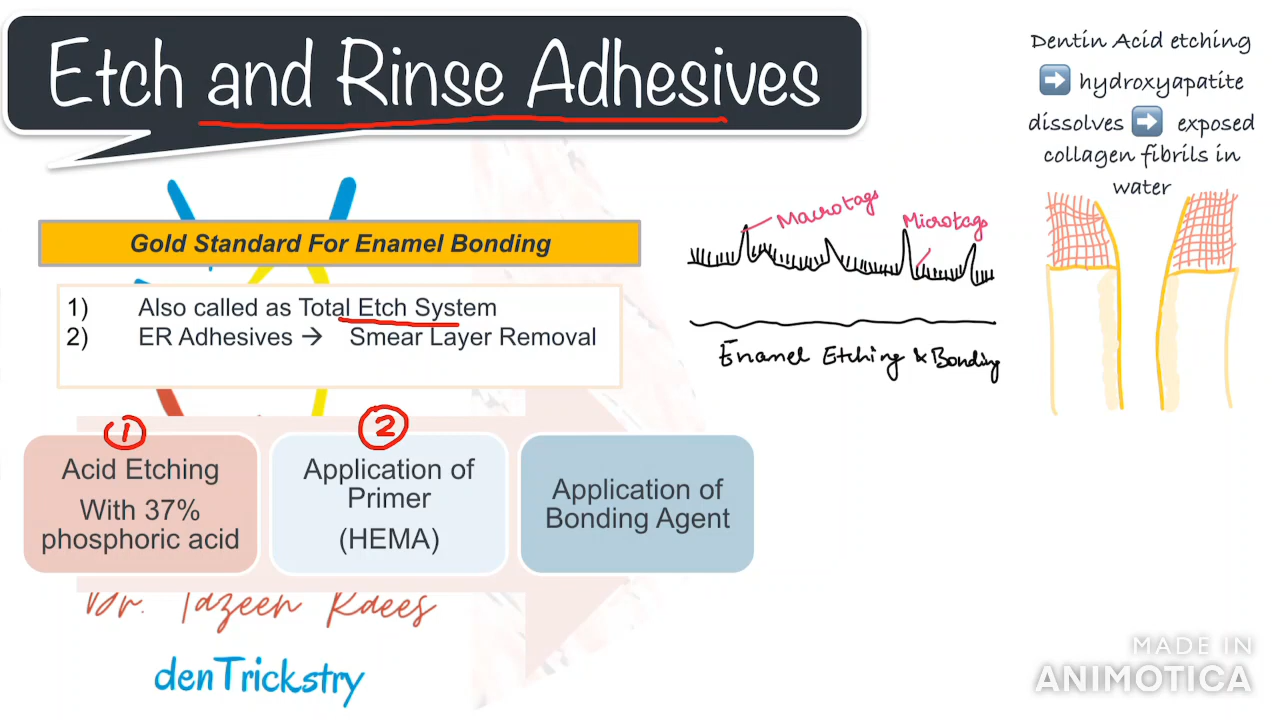 Etch and Rinse Adhesives
Gold Standard For Enamel Bonding
1) Also called as Total Etch System
2) ER Adhesives → Smear Layer Removal
1
Acid Etching
With 37%
phosphoric acid
2
Application of
Primer
(HEMA)
Application of
Bonding Agent
Dr. Tazeen Raees
denTrickstry
Macrotags
Microtags
Enamel Etching & Bonding
Dentin Acid etching
➡ hydroxyapatite
dissolves ➡ exposed
collagen fibrils in
water
MADE IN
ANIMOTICA